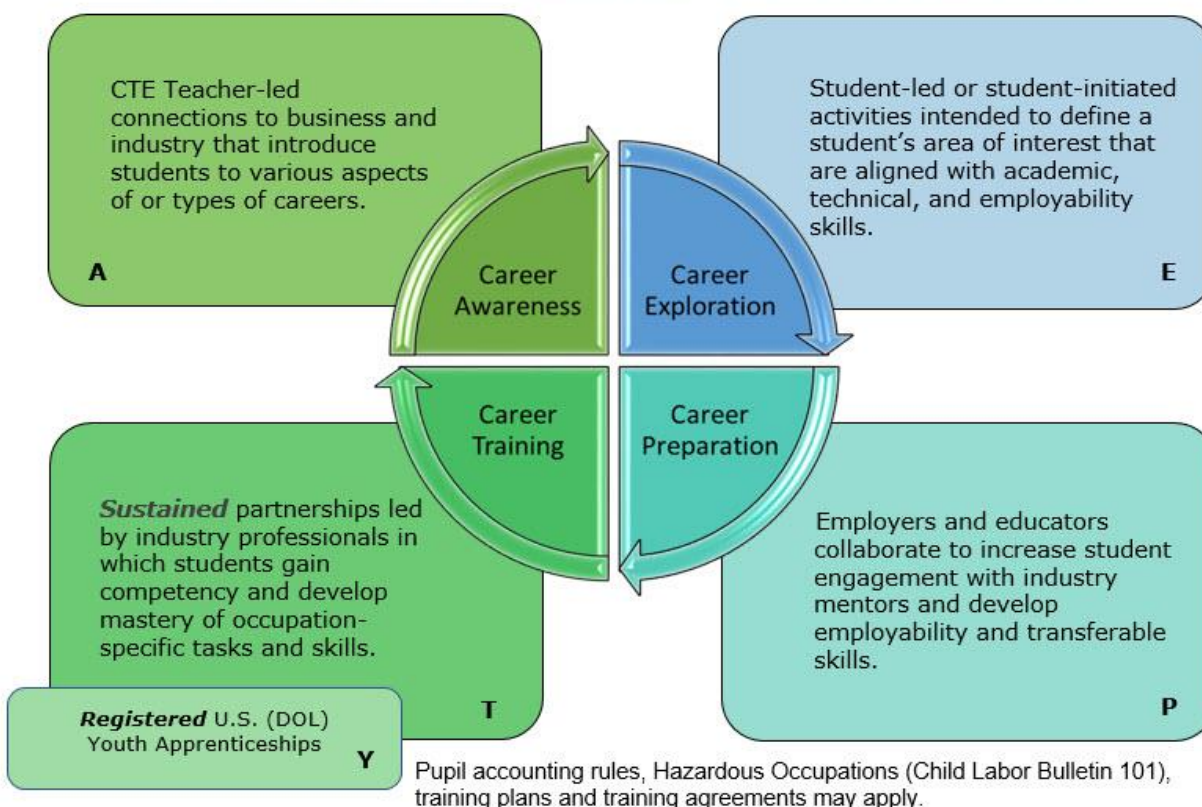 CTE Teacher-led
connections to business and
industry that introduce
students to various aspects
of or types of careers.
A
Student-led or student-initiated
activities intended to define a
student’s area of interest that
are aligned with academic,
technical, and employability
skills.
E
Career
Awareness
Career
Exploration
Career
Training
Career
Preparation
Sustained partnerships led
by industry professionals in
which students gain
competency and develop
mastery of occupation-
specific tasks and skills.
T
Registered U.S. (DOL)
Youth Apprenticeships
Y
Employers and educators
collaborate to increase student
engagement with industry
mentors and develop
employability and transferable
skills.
P
Pupil accounting rules, Hazardous Occupations (Child Labor Bulletin 101),
training plans and training agreements may apply.